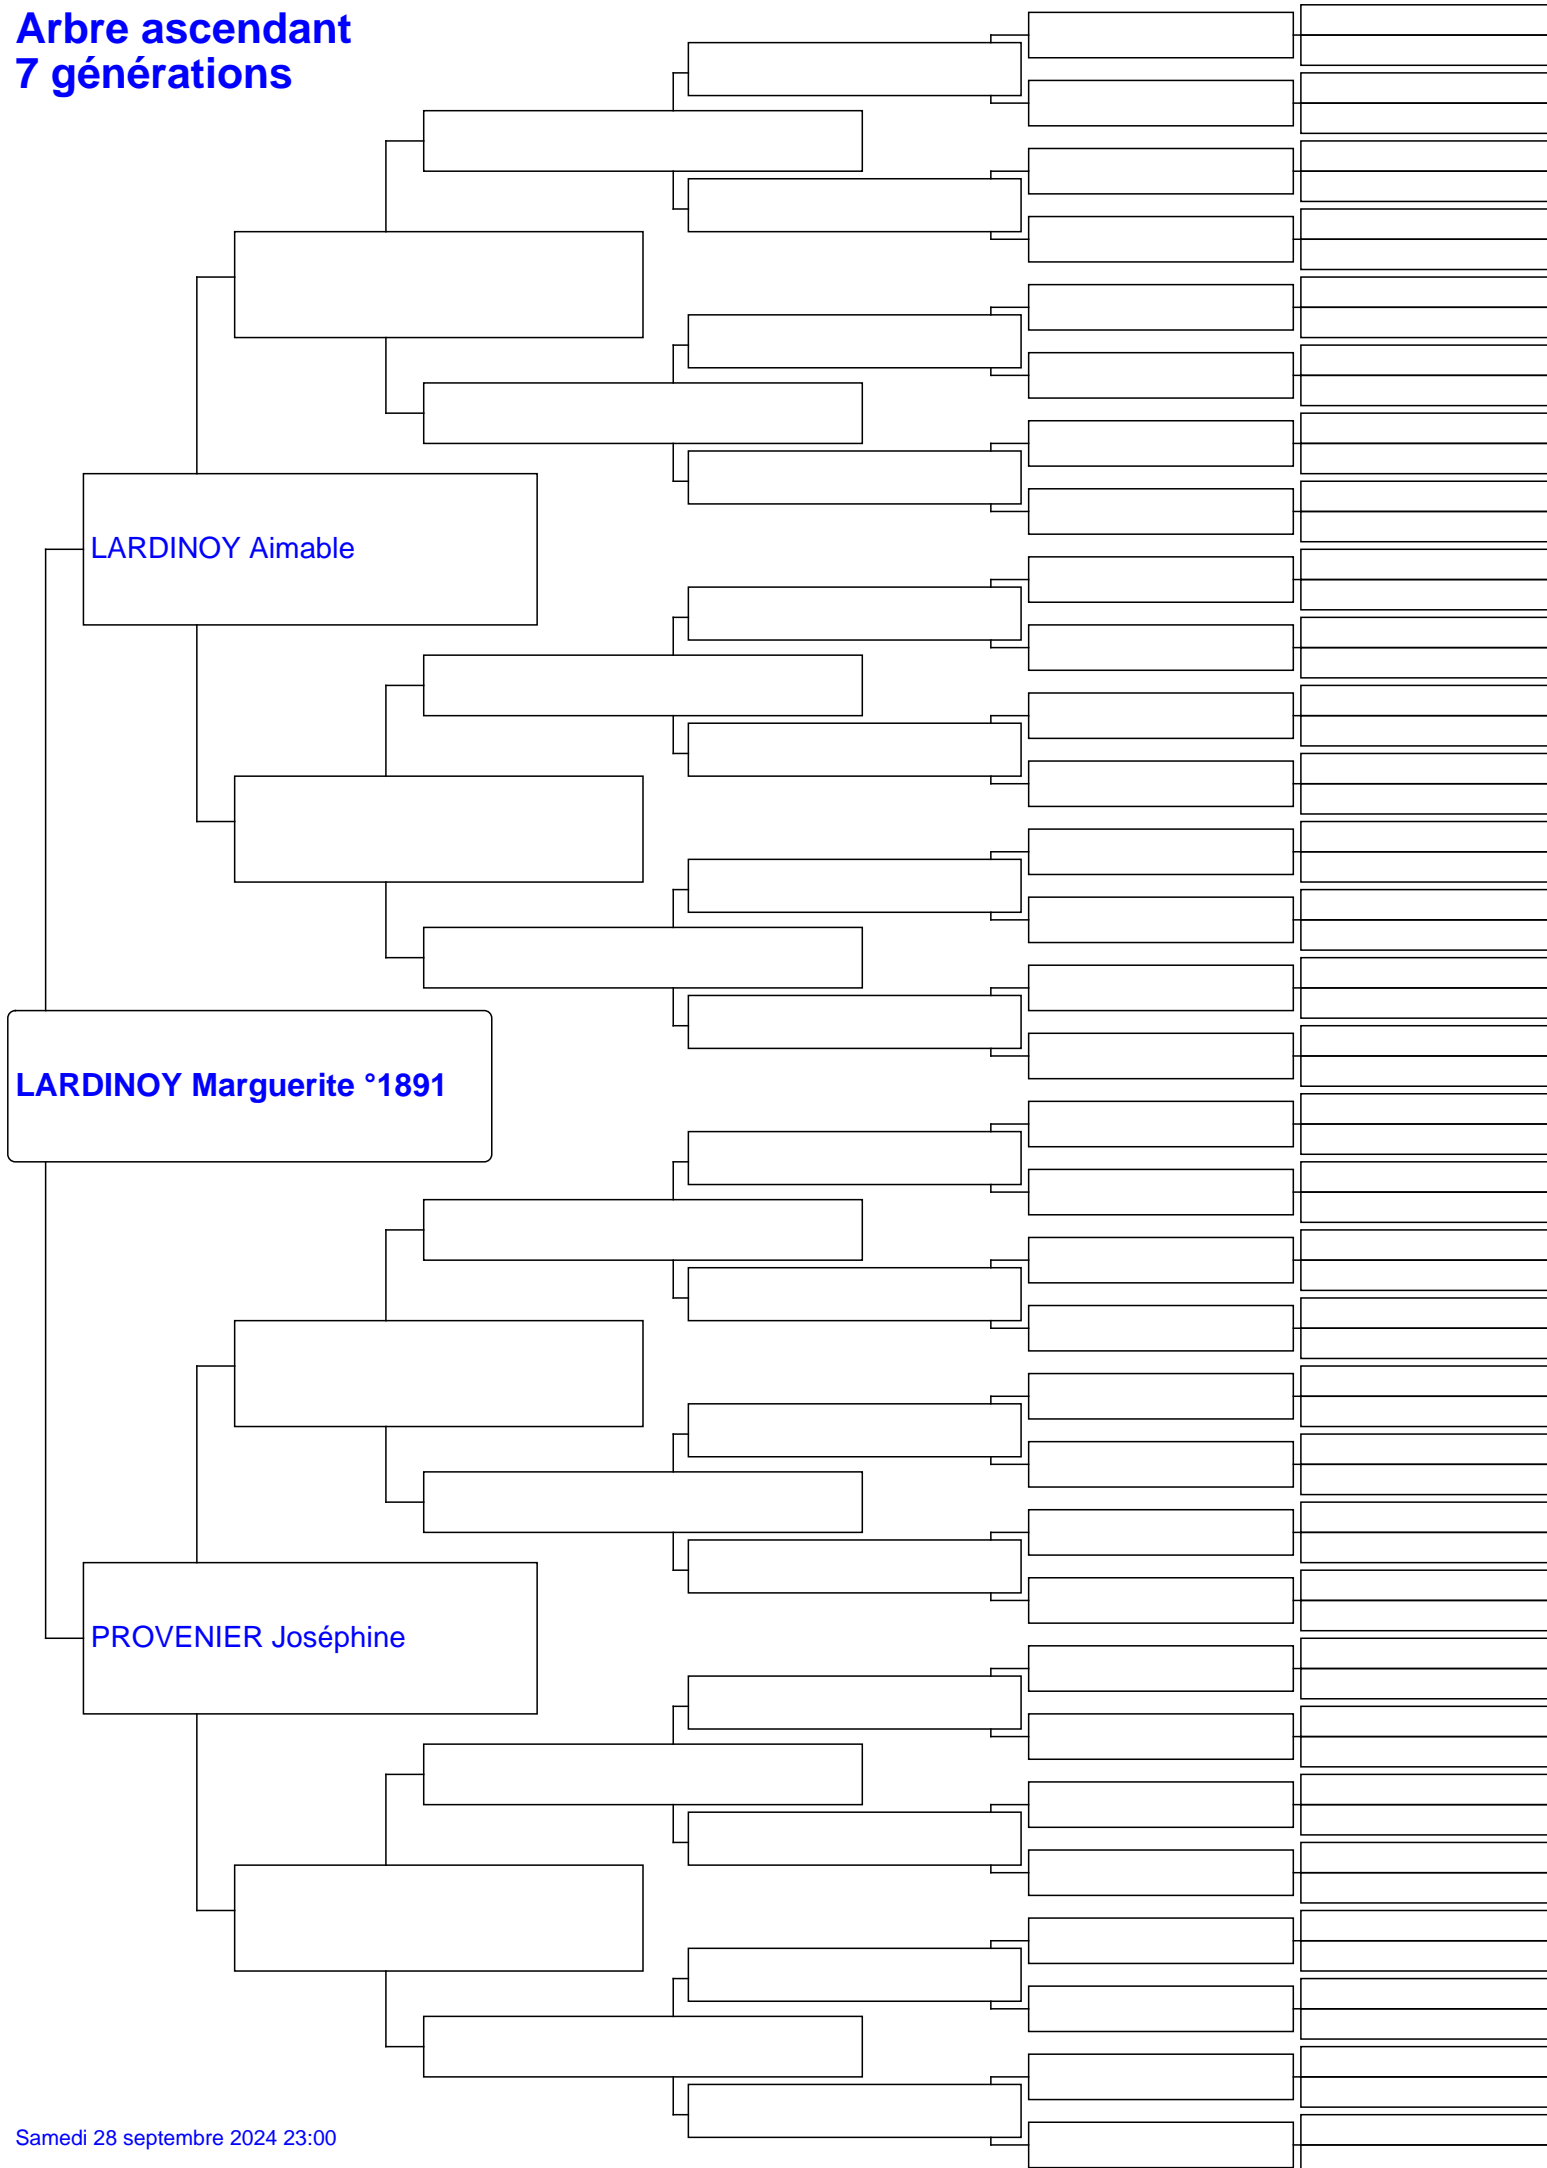 Arbre ascendant
7 générations
LARDINOY Aimable
LARDINOY Marguerite °1891
PROVENIER Joséphine
Samedi 28 septembre 2024 23:00